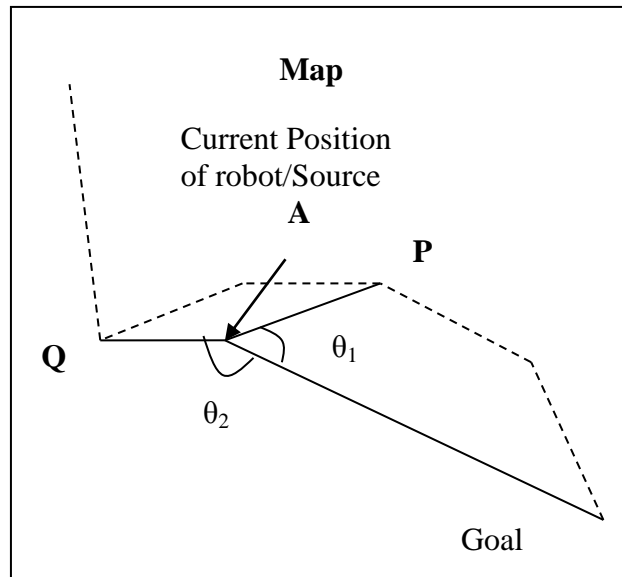 Map
Current Position
of robot/Source
A
P
Q
θ1
θ2
Goal